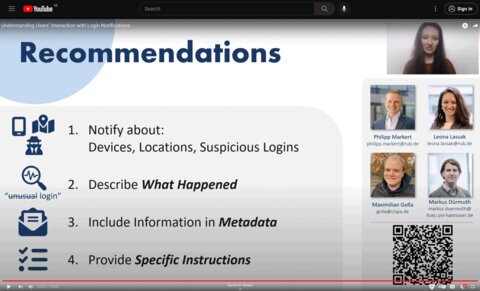 YouTube
Search
Sign in
Understanding Users' Interaction with Login Notifications
Recommendations
1. Notify about:
Devices, Locations, Suspicious Logins
"unusual login"
2. Describe What Happened
3. Include Information in Metadata
4. Provide Specific Instructions
Philipp Markert
philipp.markert@rub.de
Leona Lassak
leona.lassak@rub.de
Maximilian Golla
golla@cispa.de
Markus Dürmuth
markus.duermuth@
itsec.uni-hannover.de
Scroll for details